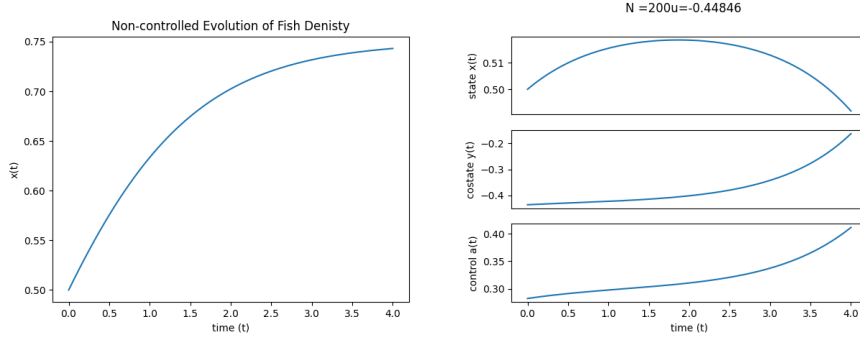 Non-controlled Evolution of Fish Denisty
x(t)
0.75
0.70
0.65
0.60
0.55
0.50
0.0 0.5 1.0 1.5 2.0 2.5 3.0 3.5 4.0
time (t)
N =200u=-0.44846
state x(t)
0.51
0.50
costate y(t)
−0.2
−0.4
control a(t)
0.40
0.35
0.30
0.0 0.5 1.0 1.5 2.0 2.5 3.0 3.5 4.0
time (t)